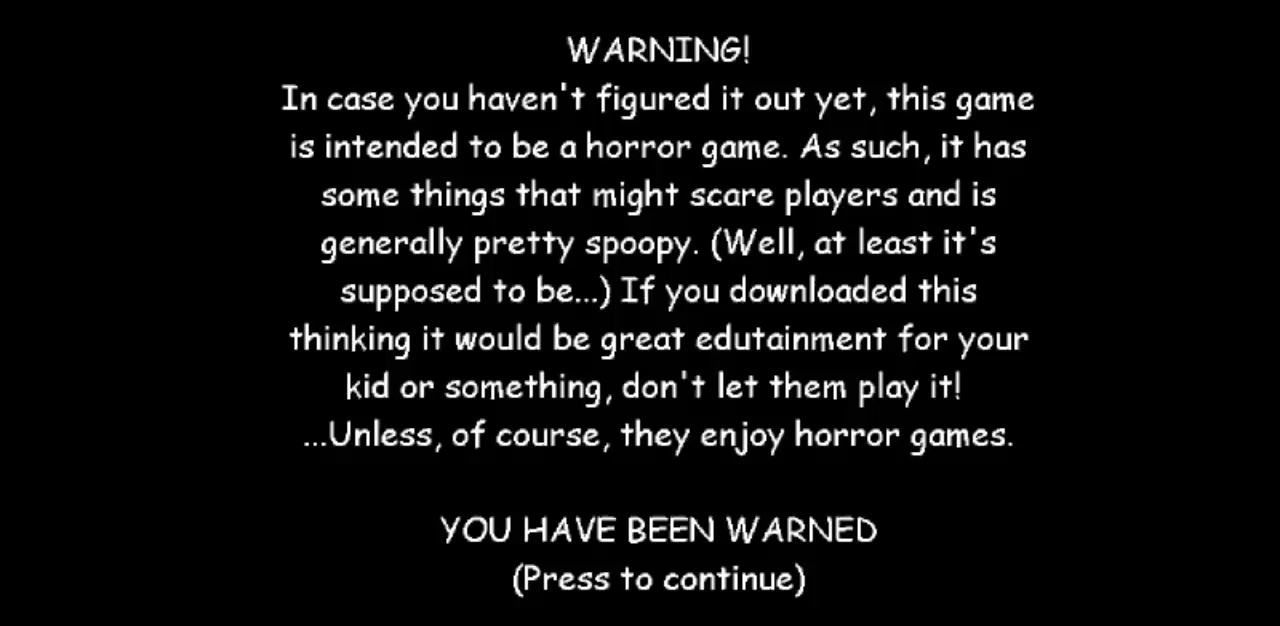 WARNING!
In case you haven't figured it out yet, this game
is intended to be a horror game. As such, it has
some things that might scare players and is
generally pretty spoopy. (Well, at least it's
supposed to be...) If you downloaded this
thinking it would be great edutainment for your
kid or something, don't let them play it!
...Unless, of course, they enjoy horror games.
YOU HAVE BEEN WARNED
(Press to continue)